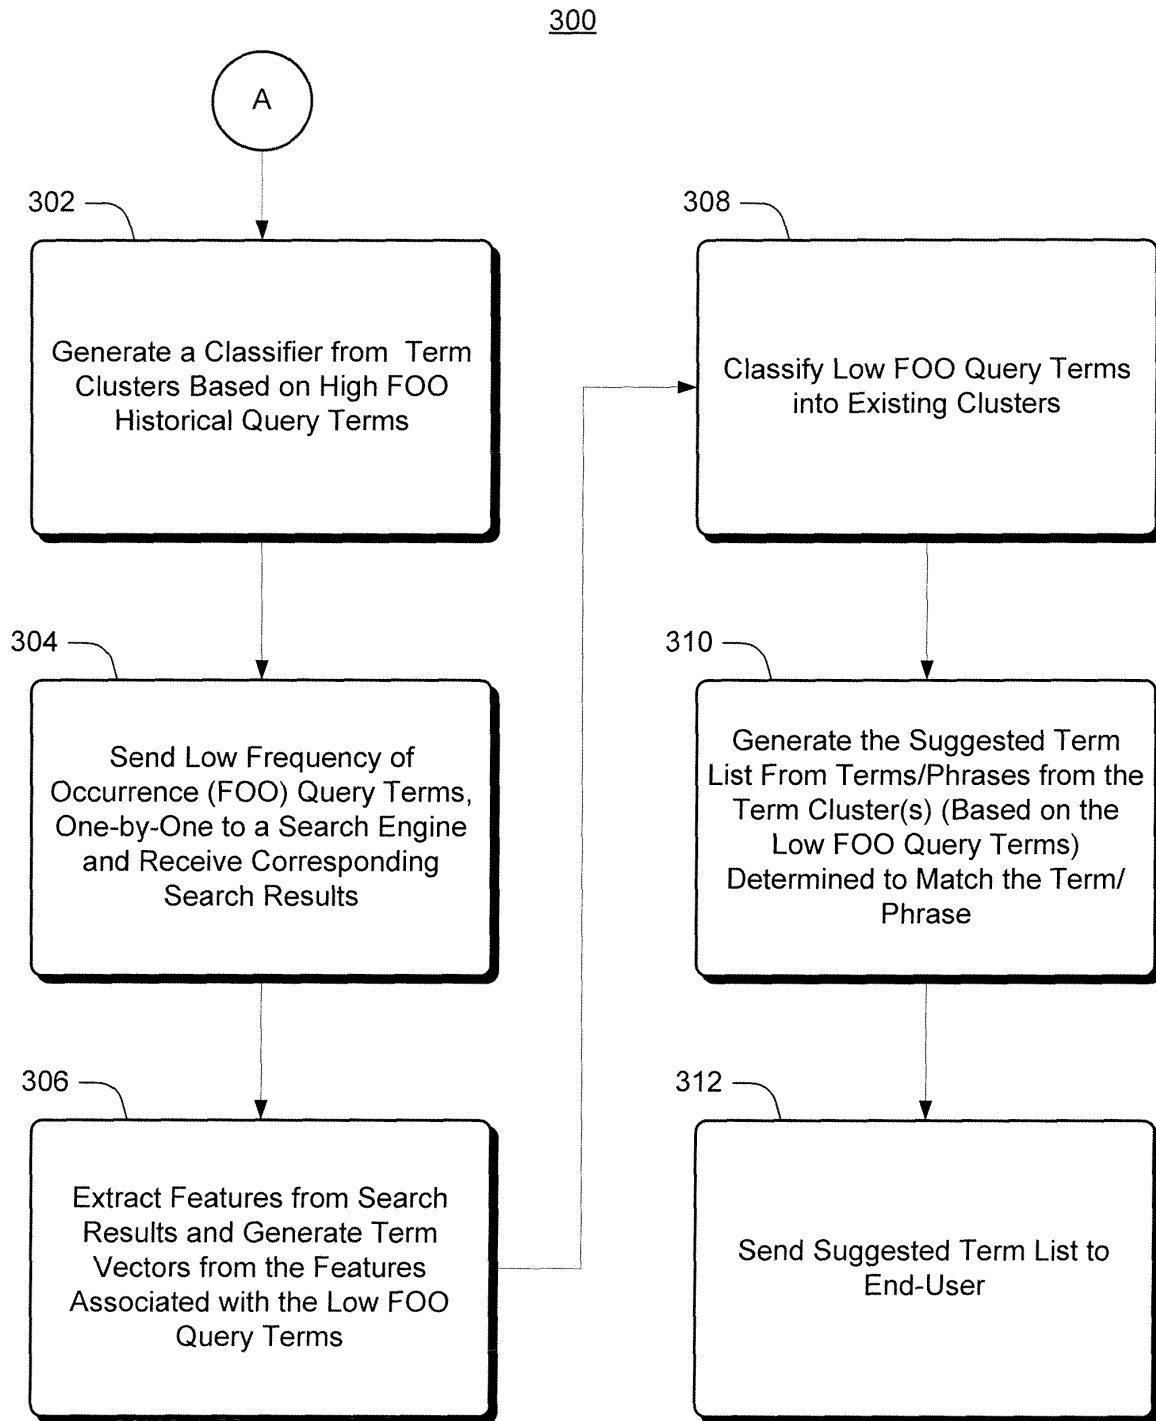 300
A
302
Generate a Classifier from Term
Clusters Based on High FOO
Historical Query Terms
304
Send Low Frequency of
Occurrence (FOO) Query Terms,
One-by-One to a Search Engine
and Receive Corresponding
Search Results
306
Extract Features from Search
Results and Generate Term
Vectors from the Features
Associated with the Low FOO
Query Terms
308
Classify Low FOO Query Terms
into Existing Clusters
310
Generate the Suggested Term
List From Terms/Phrases from the
Term Cluster(s) (Based on the
Low FOO Query Terms)
Determined to Match the Term/
Phrase
312
Send Suggested Term List to
End-User